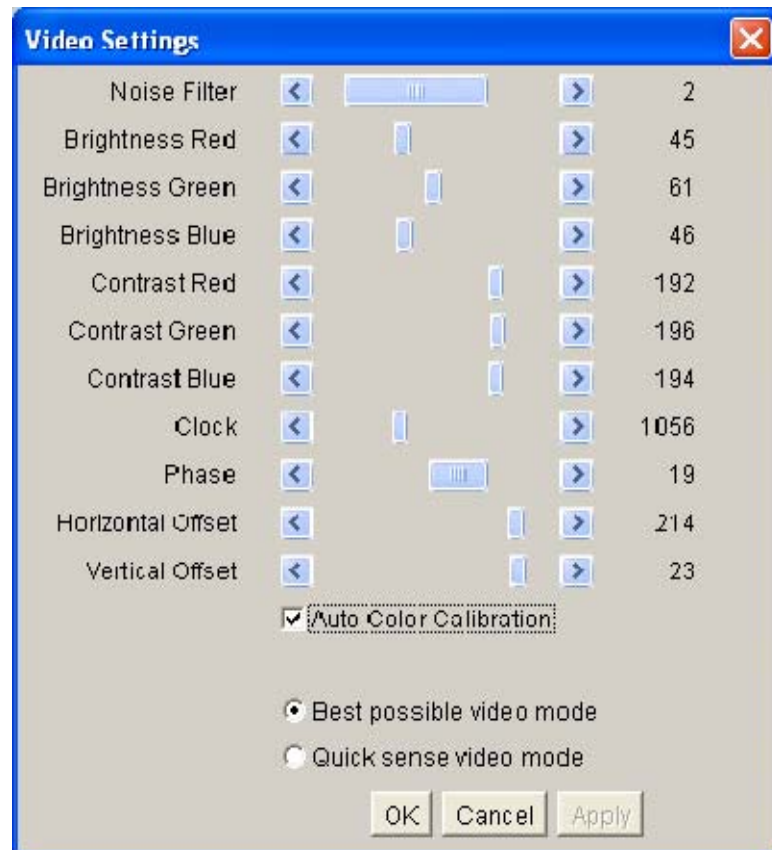 Video Settings
Noise Filter 2
Brightness Red 45
Brightness Green 61
Brightness Blue 46
Contrast Red 192
Contrast Green 196
Contrast Blue 194
Clock 1056
Phase 19
Horizontal Offset 214
Vertical Offset 23
Auto Color Calibration
Best possible video mode
Quick sense video mode
OK Cancel Apply